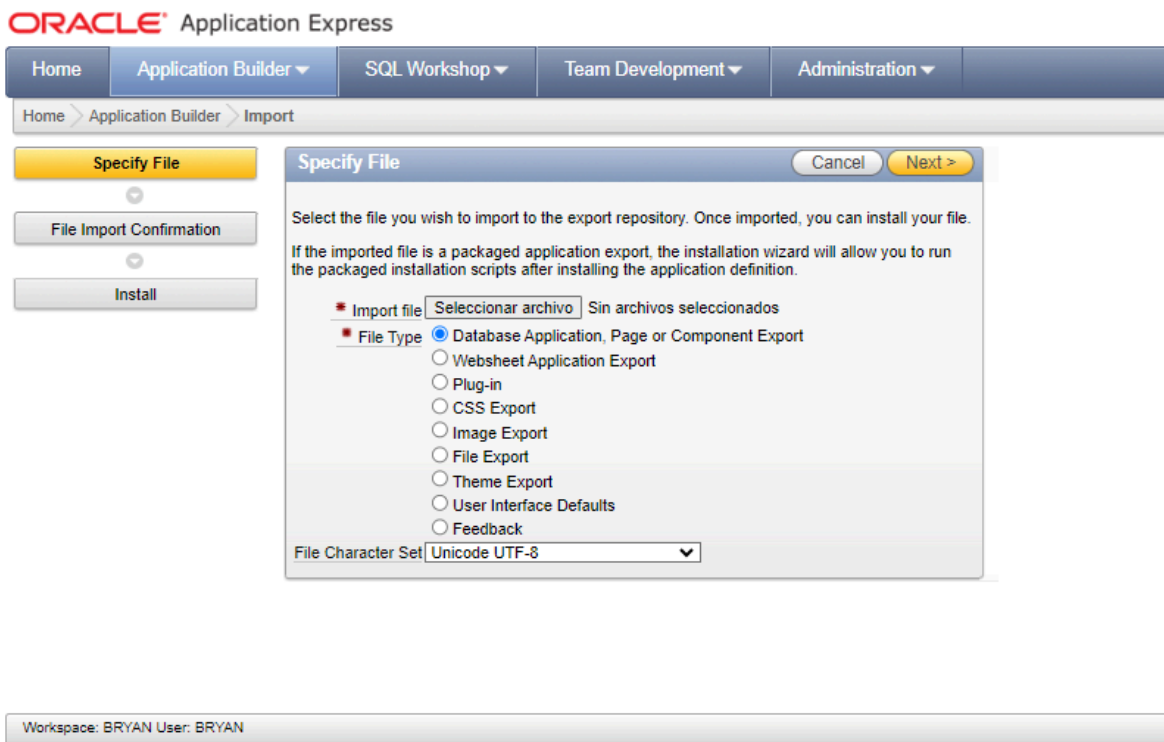 ORACLE Application Express
Home Application Builder SQL Workshop Team Development Administration
Home Application Builder Import
Specify File
File Import Confirmation
Install
Specify File Cancel Next >
Select the file you wish to import to the export repository. Once imported, you can install your file.
If the imported file is a packaged application export, the installation wizard will allow you to run
the packaged installation scripts after installing the application definition.
Import file Seleccionar archivo Sin archivos seleccionados
File Type Database Application, Page or Component Export
Websheet Application Export
Plug-in
CSS Export
Image Export
File Export
Theme Export
User Interface Defaults
Feedback
File Character Set Unicode UTF-8
Workspace: BRYAN User: BRYAN